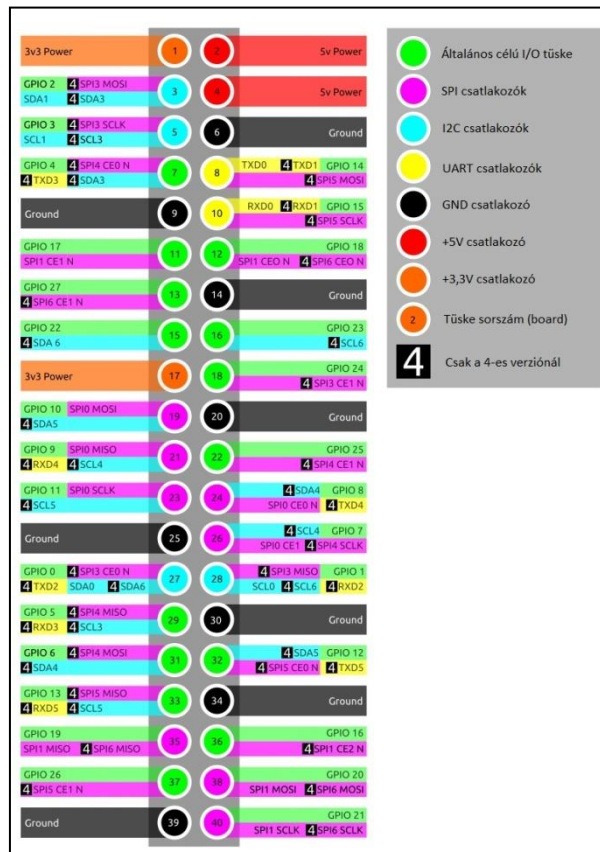 3v3 Power 1 2 5v Power
GPIO 2 4 SPI3 MOSI 3 4 5v Power
SDA1 4 SDA3
GPIO 3 4 SPI3 SCLK 5 6 Ground
SCL1 4 SCL3
GPIO 4 4 SPI4 CE0 N 7 8 TXD0 4 TXD1 GPIO 14
4 TXD3 4 SDA3 4 SPI5 MOSI
Ground 9 10 RXD0 4 RXD1 GPIO 15
4 SPI5 SCLK
GPIO 17 11 12 GPIO 18
SPI1 CE1 N SPI1 CEO N 4 SPI6 CEO N
GPIO 27 13 14 Ground
4 SPI6 CE1 N
GPIO 22 15 16 GPIO 23
4 SDA 6 4 SCL6
3v3 Power 17 18 GPIO 24
4 SPI3 CE1 N
GPIO 10 SPI0 MOSI 19 20 Ground
4 SDA5
GPIO 9 SPI0 MISO 21 22 GPIO 25
4 RXD4 4 SCL4 4 SPI4 CE1 N
GPIO 11 SPI0 SCLK 23 24 4 SDA4 GPIO 8
4 SCL5 SPI0 CE0 N 4 TXD4
Ground 25 26 4 SCL4 GPIO 7
SPI0 CE1 4 SPI4 SCLK
GPIO 0 4 SPI3 CE0 N 27 28 4 SPI3 MISO GPIO 1
4 TXD2 SDA0 4 SDA6 SCL0 4 SCL6 4 RXD2
GPIO 5 4 SPI4 MISO 29 30 Ground
4 RXD3 4 SCL3
GPIO 6 4 SPI4 MOSI 31 32 4 SDA5 GPIO 12
4 SDA4 4 SPI5 CE0 N 4 TXD5
GPIO 13 4 SPI5 MISO 33 34 Ground
4 RXD5 4 SCL5
GPIO 19 35 36 GPIO 16
SPI1 MISO 4 SPI6 MISO 4 SPI1 CE2 N
GPIO 26 37 38 GPIO 20
4 SPI5 CE1 N SPI1 MOSI 4 SPI6 MOSI
Ground 39 40 GPIO 21
SPI1 SCLK 4 SPI6 SCLK
Általános célú I/O tüske
SPI csatlakozók
I2C csatlakozók
UART csatlakozók
GND csatlakozó
+5V csatlakozó
+3,3V csatlakozó
2 Tüske sorszám (board)
4 Csak a 4-es verziónál